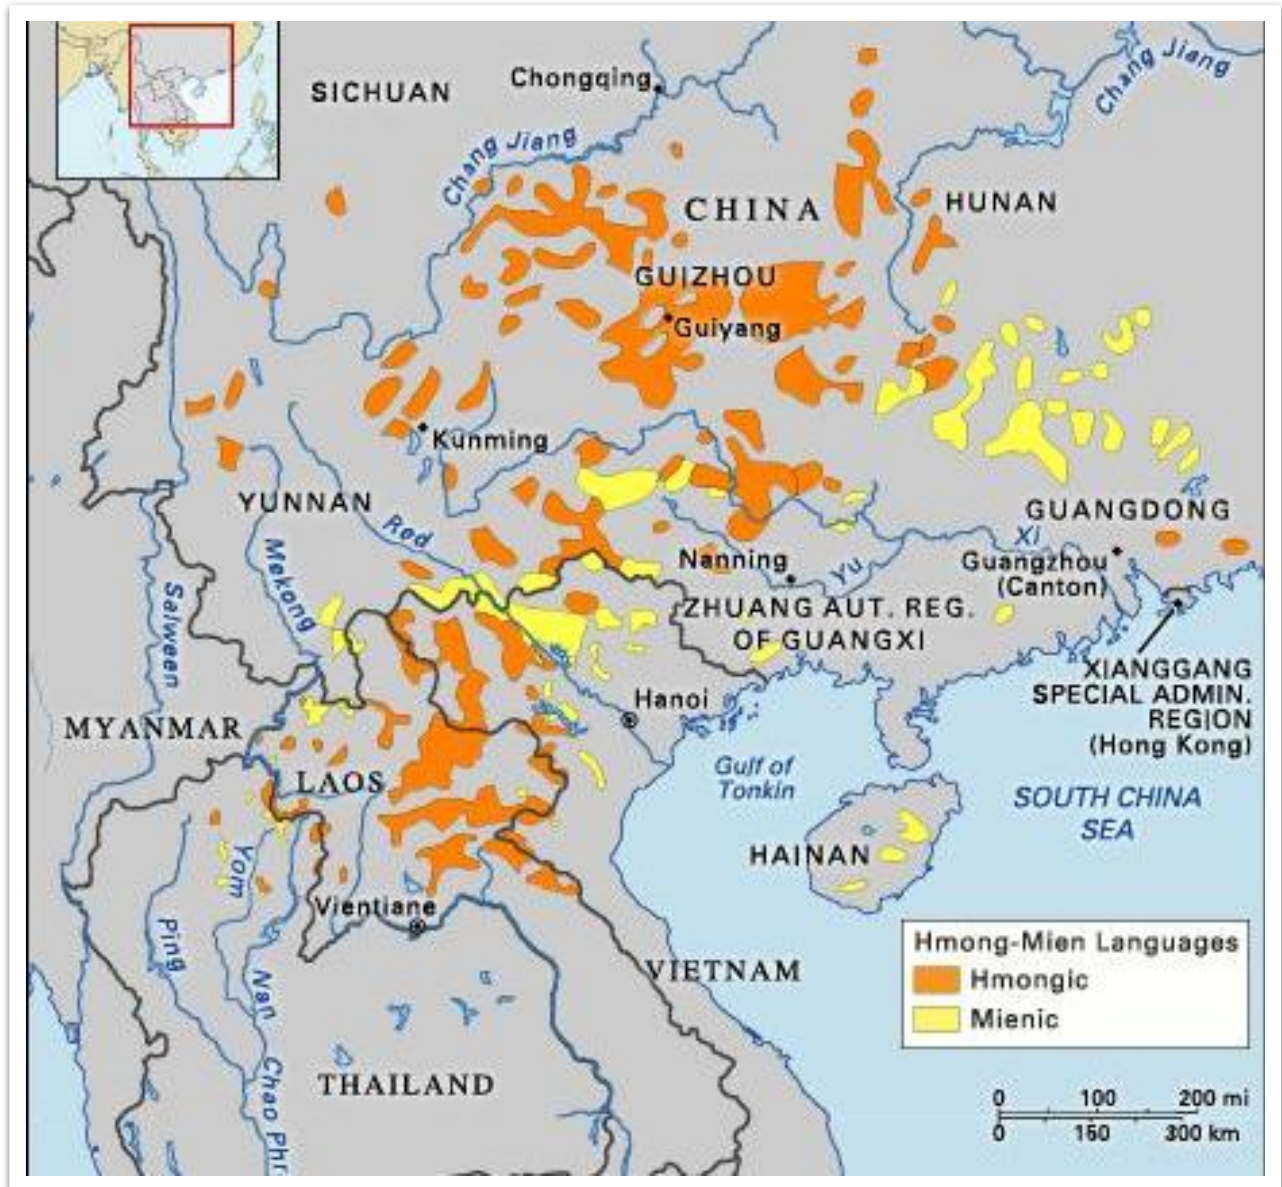 SICHUAN
Chongqing
Chang Jiang
Chang Jiang
CHINA
HUNAN
GUIZHOU
Guiyang
Kunming
YUNNAN
Red
Mekong
Salween
GUANGDONG
Xi
Guangzhou
(Canton)
Nanning
Yu
ZHUANG AUT. REG.
OF GUANGXI
XIANGGANG
SPECIAL ADMIN.
REGION
(Hong Kong)
Hanoi
MYANMAR
LAOS
Gulf of
Tonkin
SOUTH CHINA
SEA
HAINAN
Yom
Ping
Nan
Vientiane
VIETNAM
THAILAND
Chao Phr
Hmong-Mien Languages
Hmongic
Mienic
0 100 200 mi
0 150 300 km